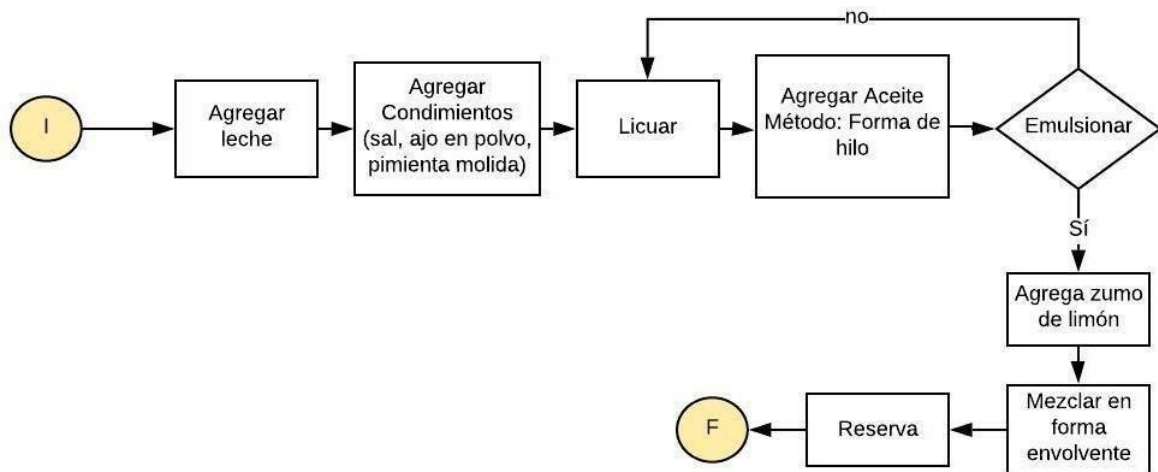 I
Agregar
leche
Agregar
Condimientos
(sal, ajo en polvo,
pimienta molida)
Licuar
Agregar Aceite
Método: Forma de
hilo
Emulsionar
no
Sí
Agrega zumo
de limón
Mezclar en
forma
envolvente
Reserva
F